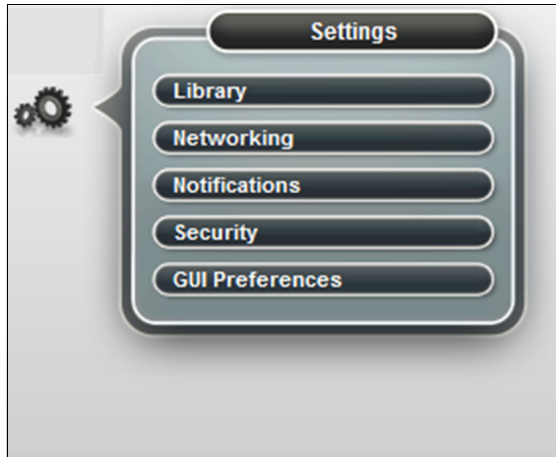 Settings
Library
Networking
Notifications
Security
GUI Preferences